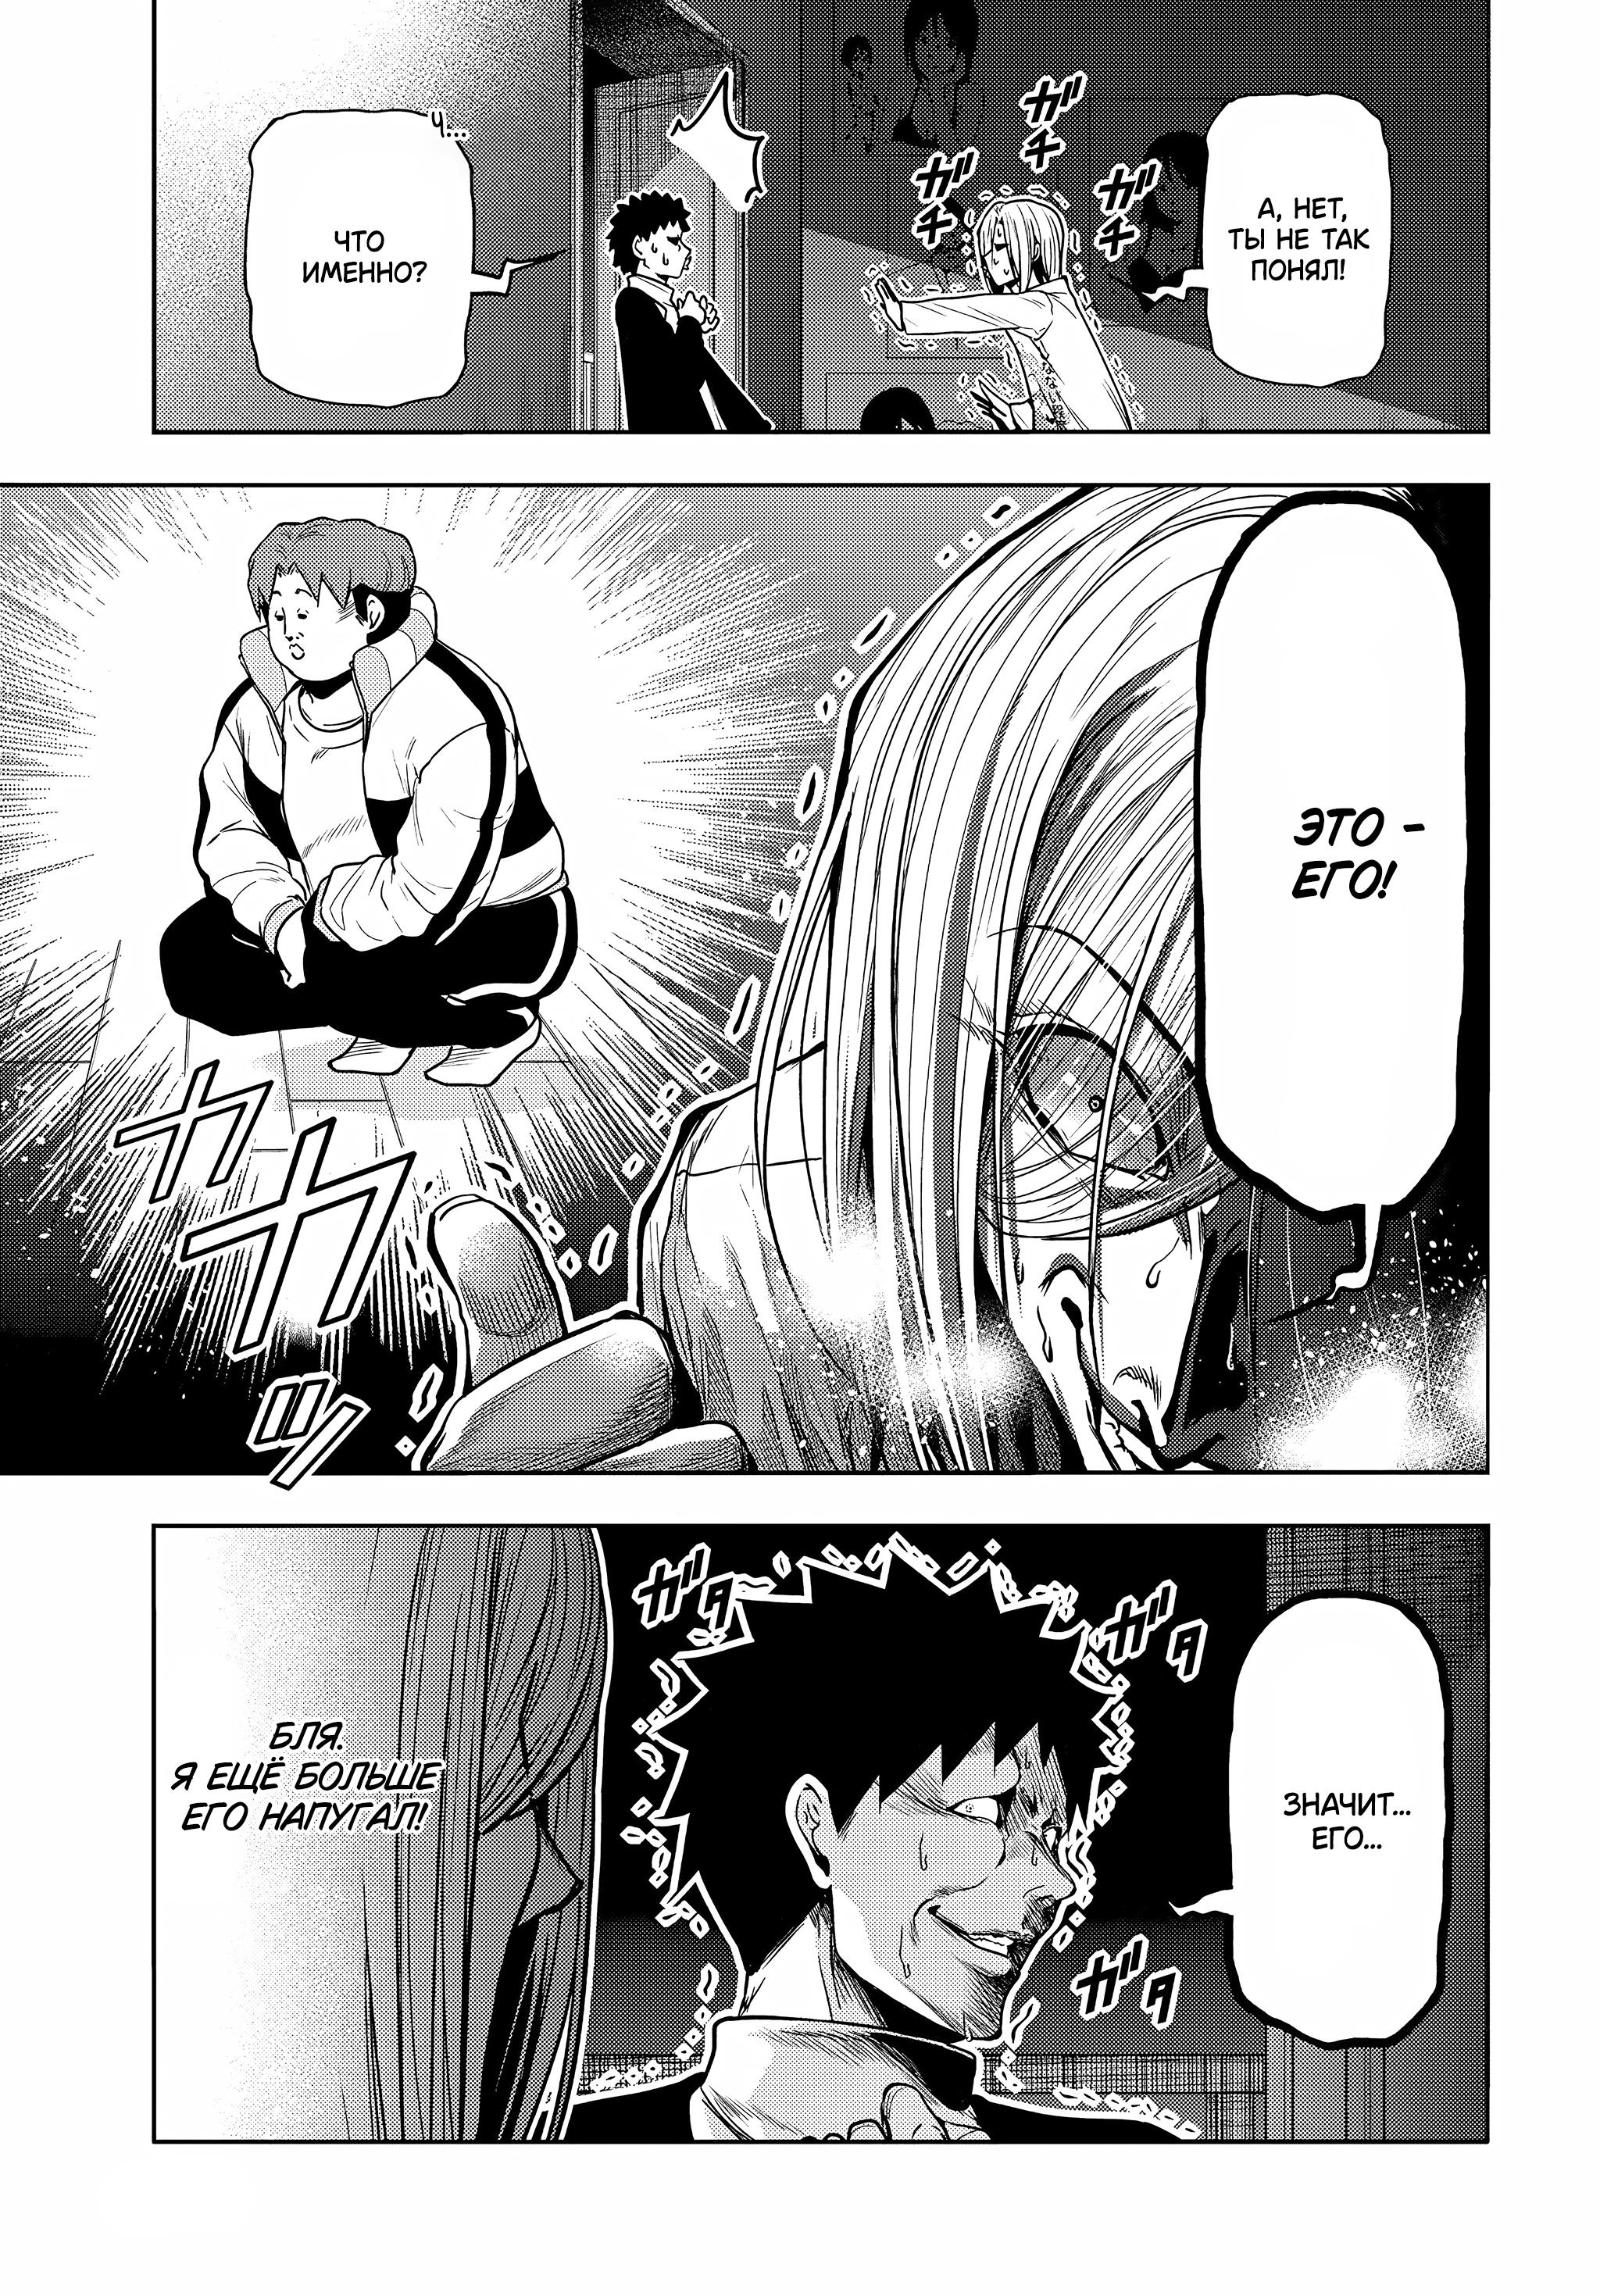 А, НЕТ,
ТЫ НЕ ТАК
ПОНЯЛ!
ガチ
ガチ
ガチ
Ч...
ЧТО
ИМЕННО?
ЭТО -
ЕГО!
カカッ
ЗНАЧИТ...
ЕГО...
ガタ
ガタ
ガタ
БЛЯ.
Я ЕЩЁ БОЛЬШЕ
ЕГО НАПУГАЛ!